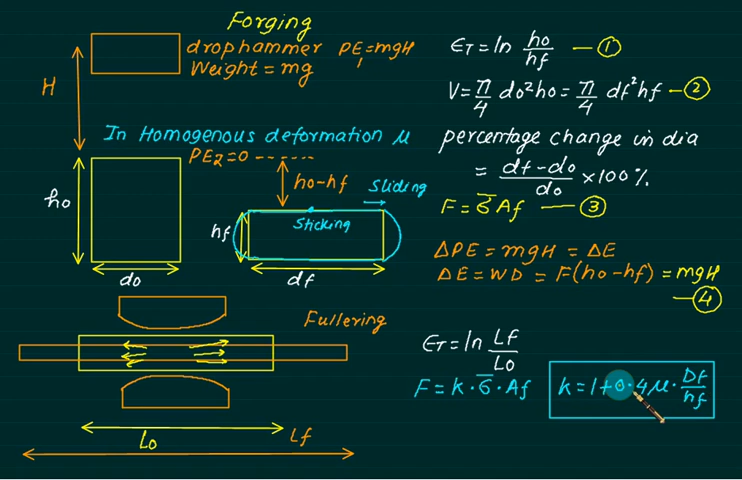 Forging
drophammer PE₁=mgH
Weight=mg
H
In Homogenous deformation μ
PE₂=0
ho
ho-hf
Sliding
hf
Sticking
do
df
Fullering
Lo
Lf
ϵT=ln ho/hf —①
V=π/4 do²ho=π/4 df²hf—②
percentage change in dia
= df-do/do ×100%
F=σ̅Af —③
ΔPE=mgH=ΔE
ΔE=WD=F(ho-hf)=mgH
④
ϵT=ln Lf/Lo
F=K·σ̅·Af
K=1+0.4μ·Df/hf